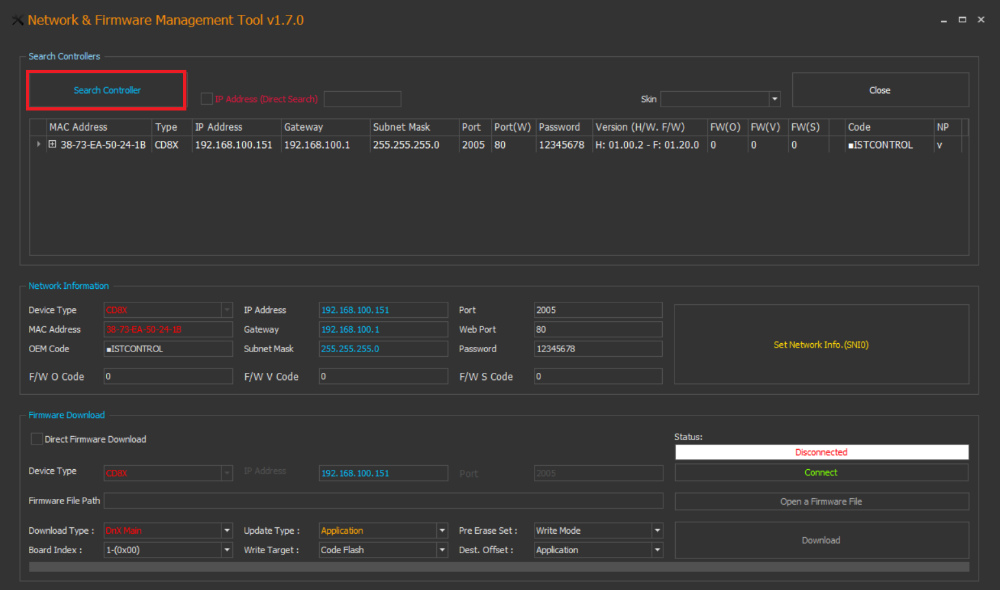 Network & Firmware Management Tool v1.7.0
Search Controllers
Search Controller
IP Address (Direct Search)
Skin
Close
MAC Address Type IP Address Gateway Subnet Mask Port Port(W) Password Version (H/W. F/W) FW(O) FW(V) FW(S) Code NP
38-73-EA-50-24-1B CD8X 192.168.100.151 192.168.100.1 255.255.255.0 2005 80 12345678 H: 01.00.2 - F: 01.20.0 0 0 0 ■ISTCONTROL v
Network Information
Device Type CD8X IP Address 192.168.100.151 Port 2005
MAC Address 38-73-EA-50-24-1B Gateway 192.168.100.1 Web Port 80
OEM Code ■ISTCONTROL Subnet Mask 255.255.255.0 Password 12345678
Set Network Info.(SNI0)
F/W O Code 0 F/W V Code 0 F/W S Code 0
Firmware Download
Direct Firmware Download
Status:
Disconnected
Device Type CD8X IP Address 192.168.100.151 Port 2005
Connect
Firmware File Path
Open a Firmware File
Download Type : DnX Main Update Type : Application Pre Erase Set : Write Mode
Download
Board Index : 1-(0x00) Write Target : Code Flash Dest. Offset : Application